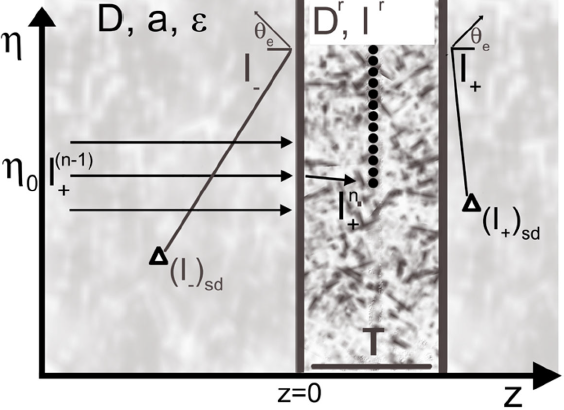 D, a, ε
Dʳ, Iʳ
η
θₑ
θₑ
I₋
I₊
η₀
I₊⁽ⁿ⁻¹⁾
I₊ⁿ
(I₋)sd
(I₊)sd
T
z=0
z